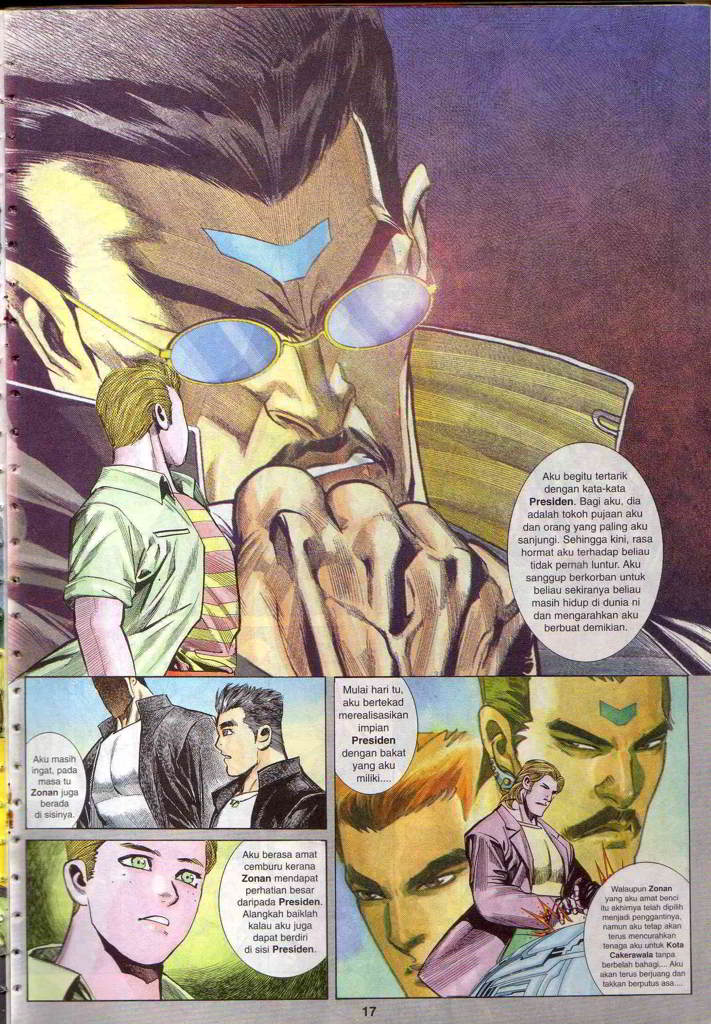 Aku begitu tertarik
dengan kata-kata
Presiden. Bagi aku, dia
adalah tokoh pujaan aku
dan orang yang paling aku
sanjungi. Sehingga kini, rasa
hormat aku terhadap beliau
tidak pernah luntur. Aku
sanggup berkorban untuk
beliau sekiranya beliau
masih hidup di dunia ni
dan mengarahkan aku
berbuat demikian.
Aku masih
ingat, pada
masa tu
Zonan juga
berada
di sisinya.
Mulai hari tu,
aku bertekad
merealisasikan
impian
Presiden
dengan bakat
yang aku
miliki....
Aku berasa amat
cemburu kerana
Zonan mendapat
perhatian besar
daripada Presiden.
Alangkah baiklah
kalau aku juga
dapat berdiri
di sisi Presiden.
Walaupun Zonan
yang aku amat benci
itu akhirnya telah dipilih
menjadi penggantinya,
namun aku tetap akan
terus mencurahkan
tenaga aku untuk Kota
Cakerawala tanpa
berbelah bahagi.... Aku
akan terus berjuang dan
takkan berputus asa....
17